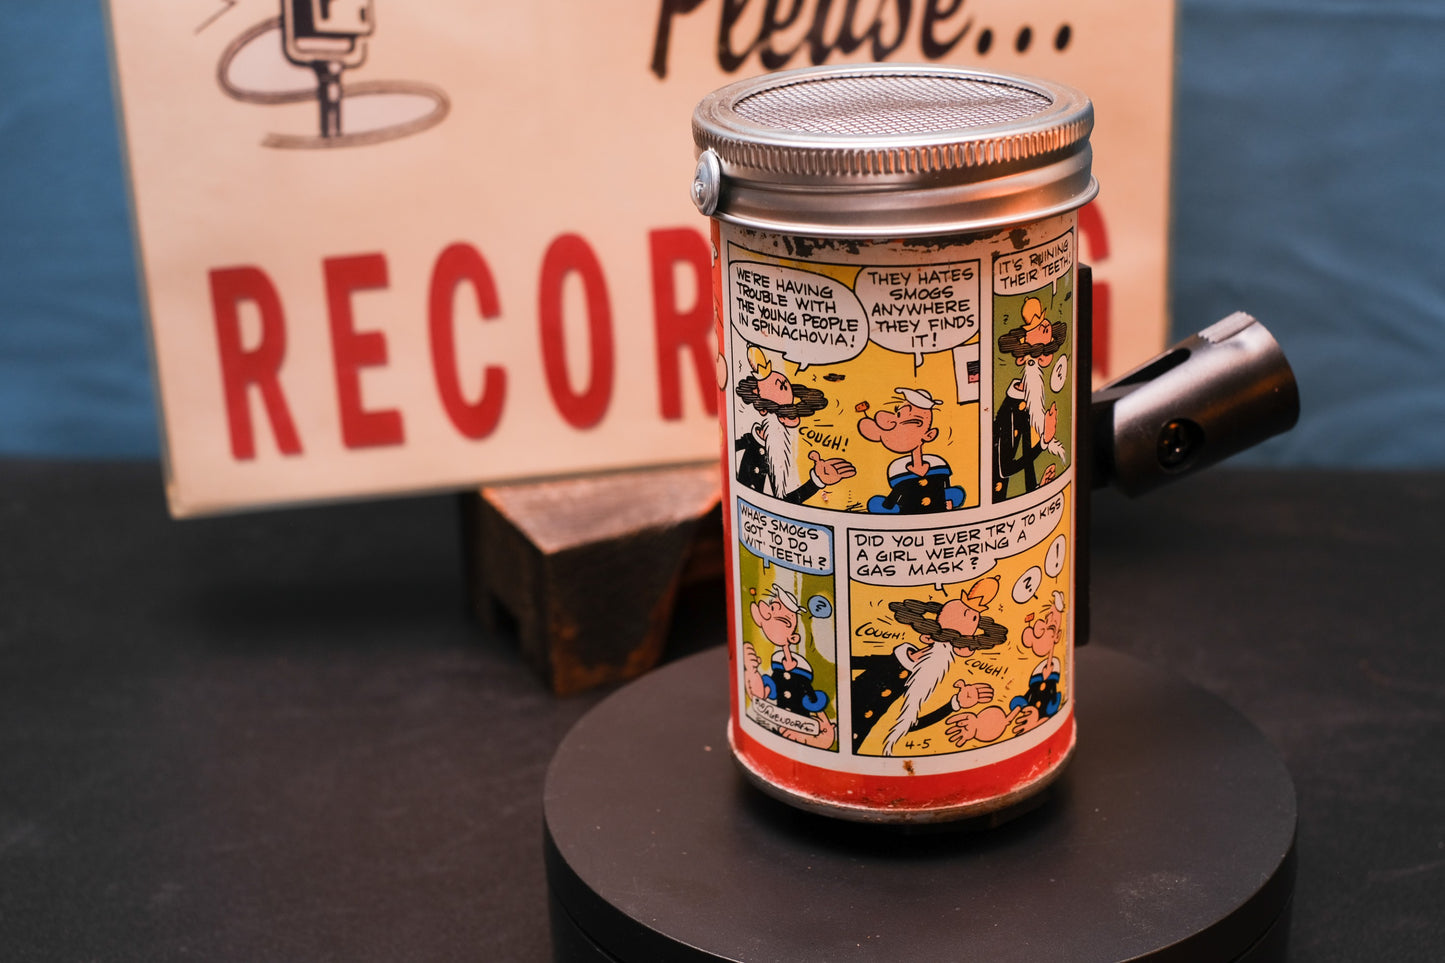 Please...
RECOR G
WE'RE HAVING
TROUBLE WITH
THE YOUNG PEOPLE
IN SPINACHOVIA!
THEY HATES
SMOGS
ANYWHERE
THEY FINDS
IT!
COUGH!
IT'S RUINING
THEIR TEETH!
?
WHA'S SMOGS
GOT TO DO
WIT' TEETH?
?
DID YOU EVER TRY TO KISS
A GIRL WEARING A
GAS MASK?
?
!
COUGH!
COUGH!
4-5